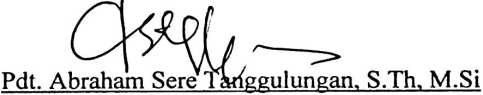 Pdt. Abraham Sere Tanggulungan, S.Th, M.Si